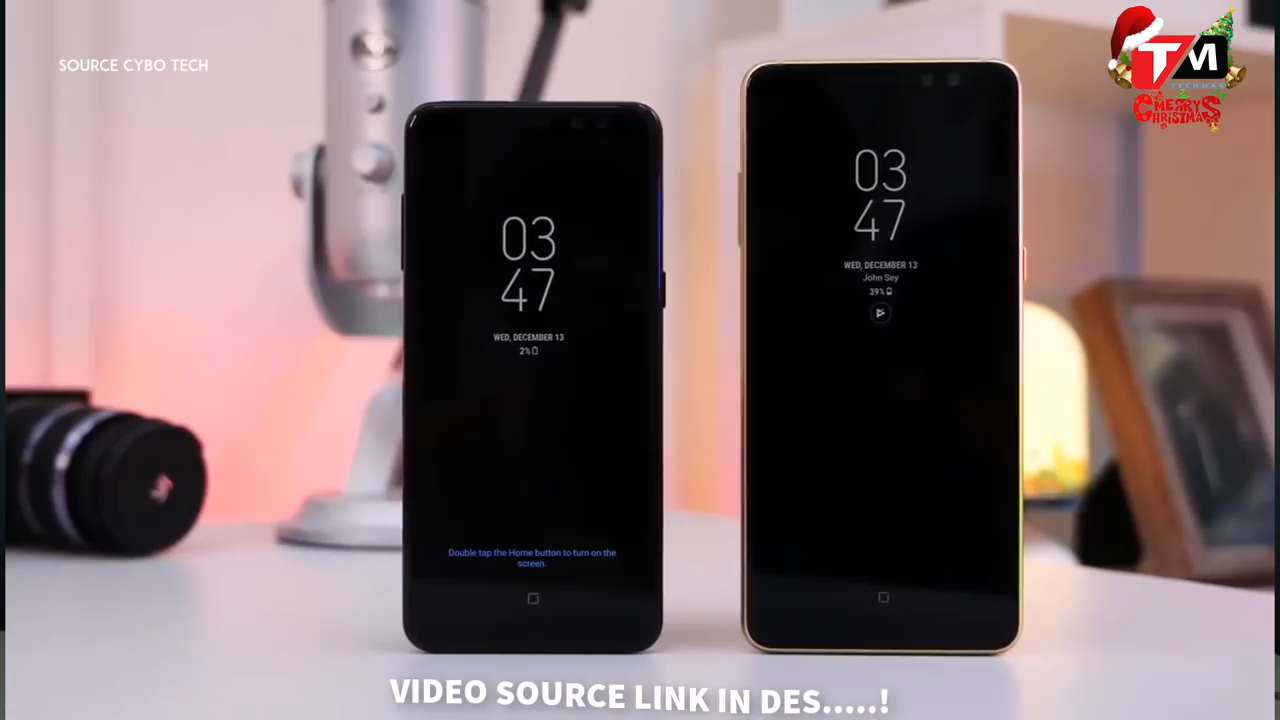 SOURCE CYBO TECH
TM
TECHMAG
MERRY
CHRISTMAS
03
47
WED, DECEMBER 13
2%
Double tap the Home button to turn on the
screen.
03
47
WED, DECEMBER 13
John Sey
39%
VIDEO SOURCE LINK IN DES.....!